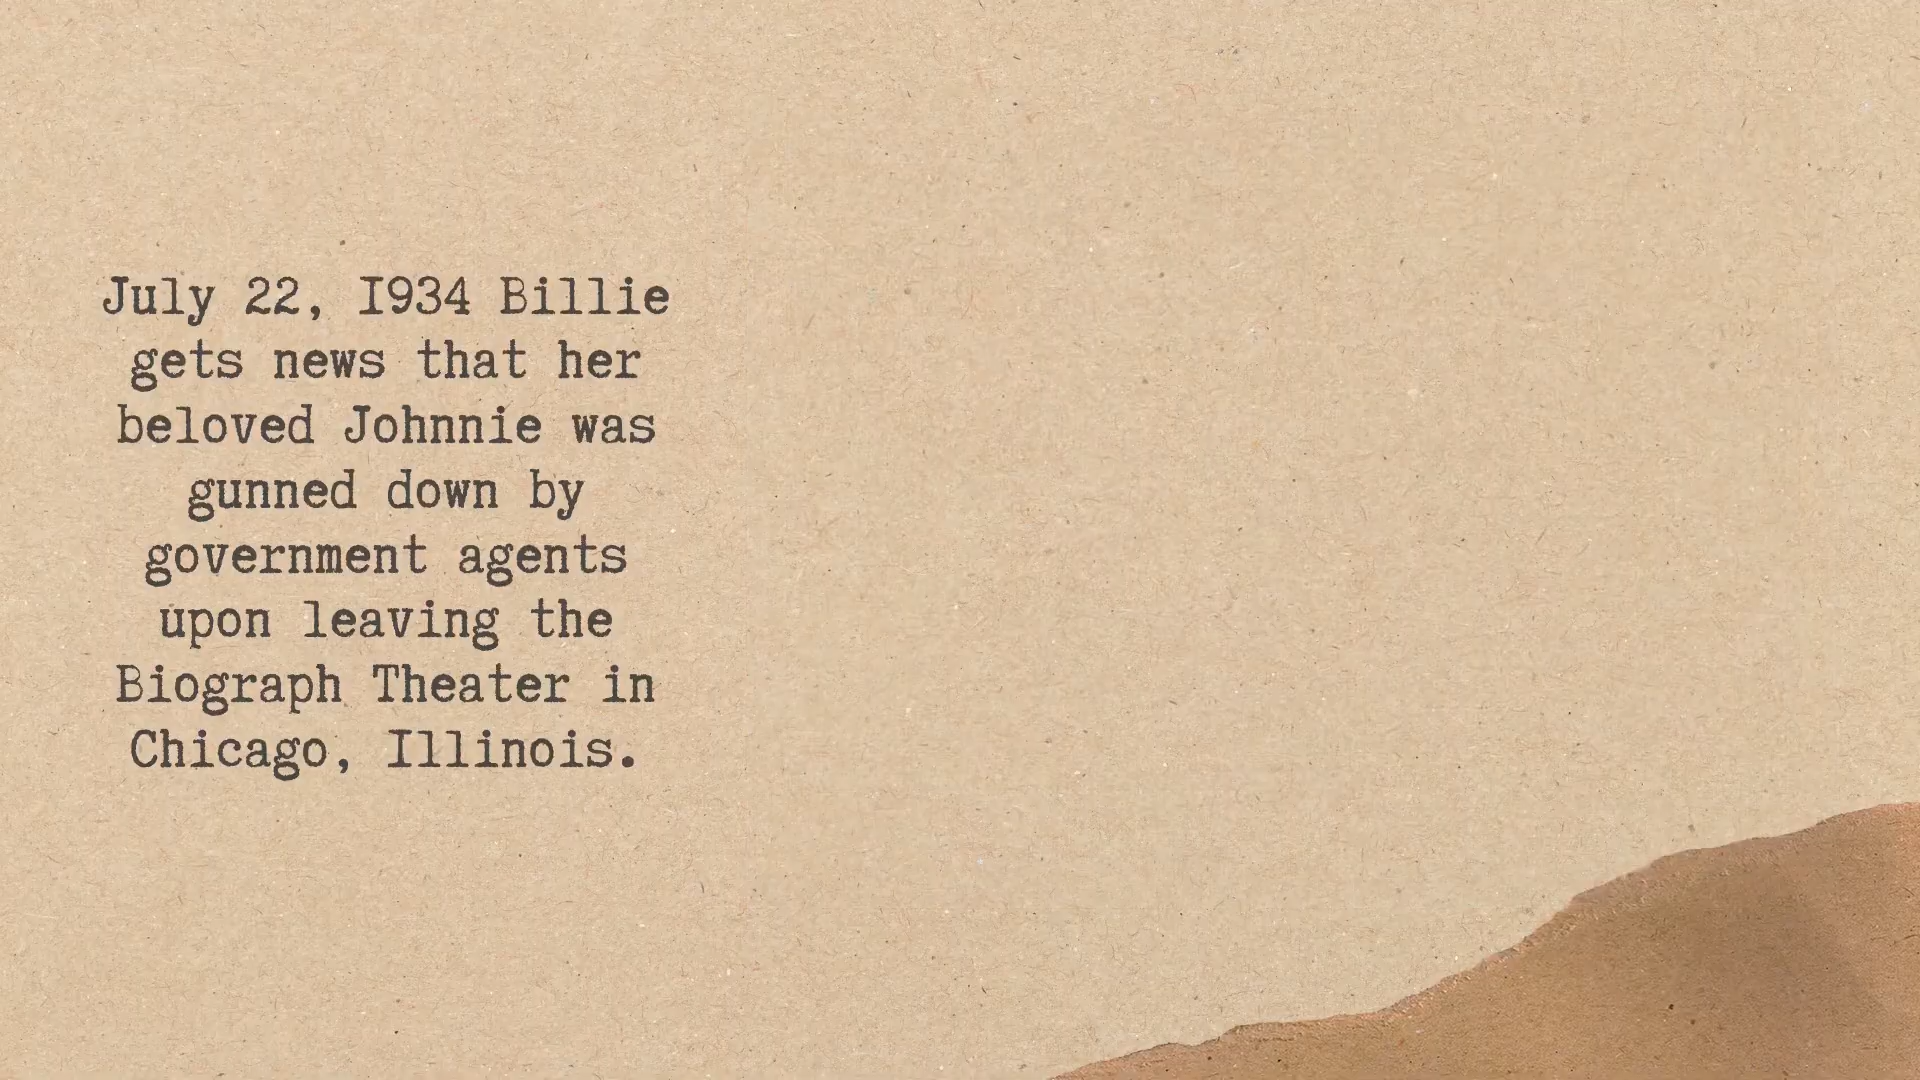 July 22, 1934 Billie
gets news that her
beloved Johnnie was
gunned down by
government agents
upon leaving the
Biograph Theater in
Chicago, Illinois.